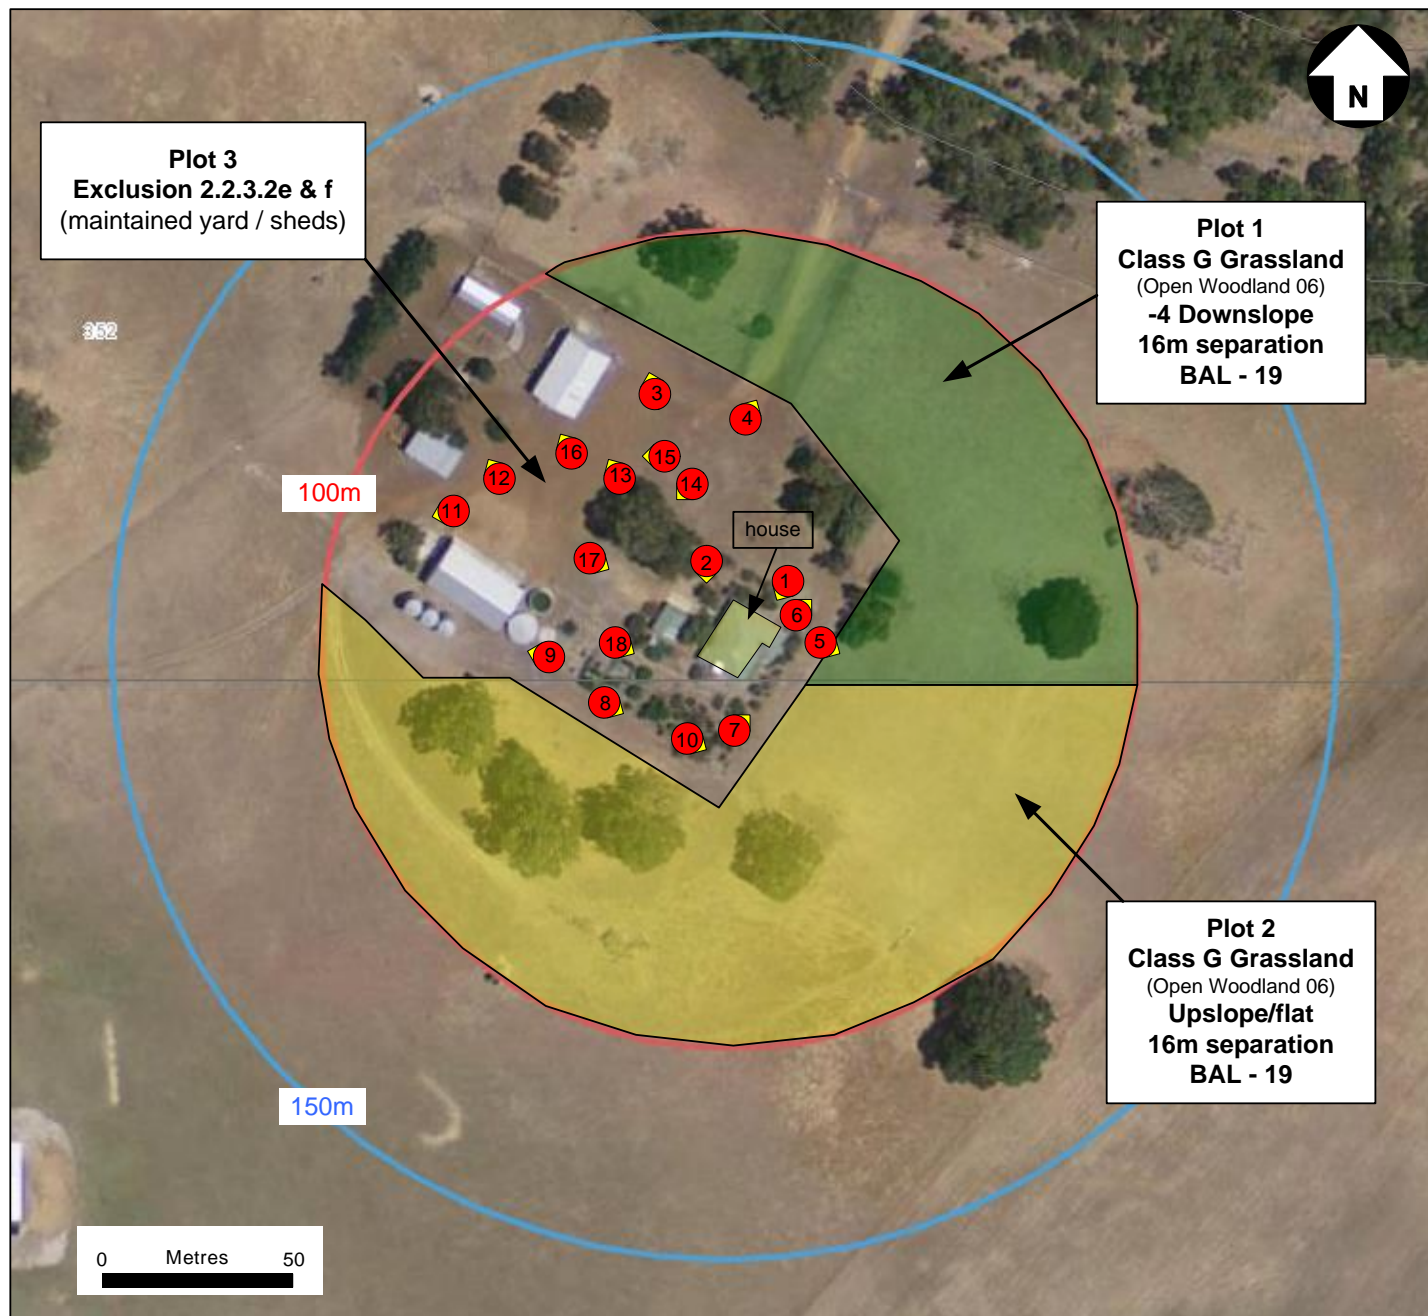 N
Plot 3
Exclusion 2.2.3.2e & f
(maintained yard / sheds)
Plot 1
Class G Grassland
(Open Woodland 06)
-4 Downslope
16m separation
BAL - 19
352
3
4
16
15
13
12
14
100m
11
house
17
2
1
6
5
18
9
8
7
10
Plot 2
Class G Grassland
(Open Woodland 06)
Upslope/flat
16m separation
BAL - 19
150m
0 Metres 50